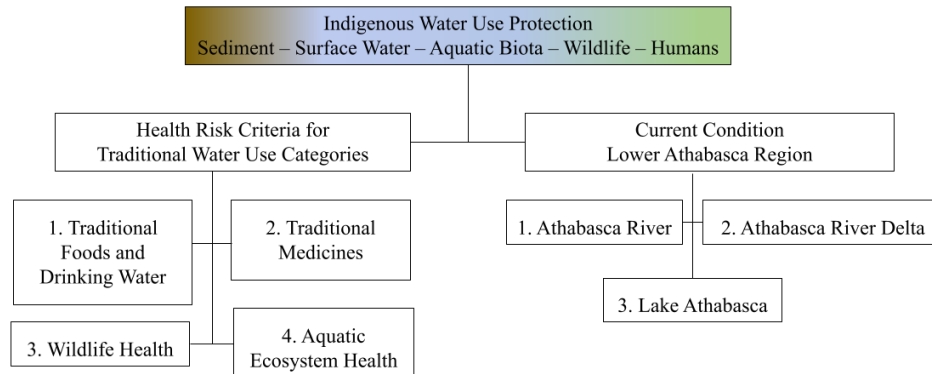 Indigenous Water Use Protection
Sediment – Surface Water – Aquatic Biota – Wildlife – Humans
Health Risk Criteria for
Traditional Water Use Categories
Current Condition
Lower Athabasca Region
1. Traditional
Foods and
Drinking Water
2. Traditional
Medicines
3. Wildlife Health
4. Aquatic
Ecosystem Health
1. Athabasca River
2. Athabasca River Delta
3. Lake Athabasca